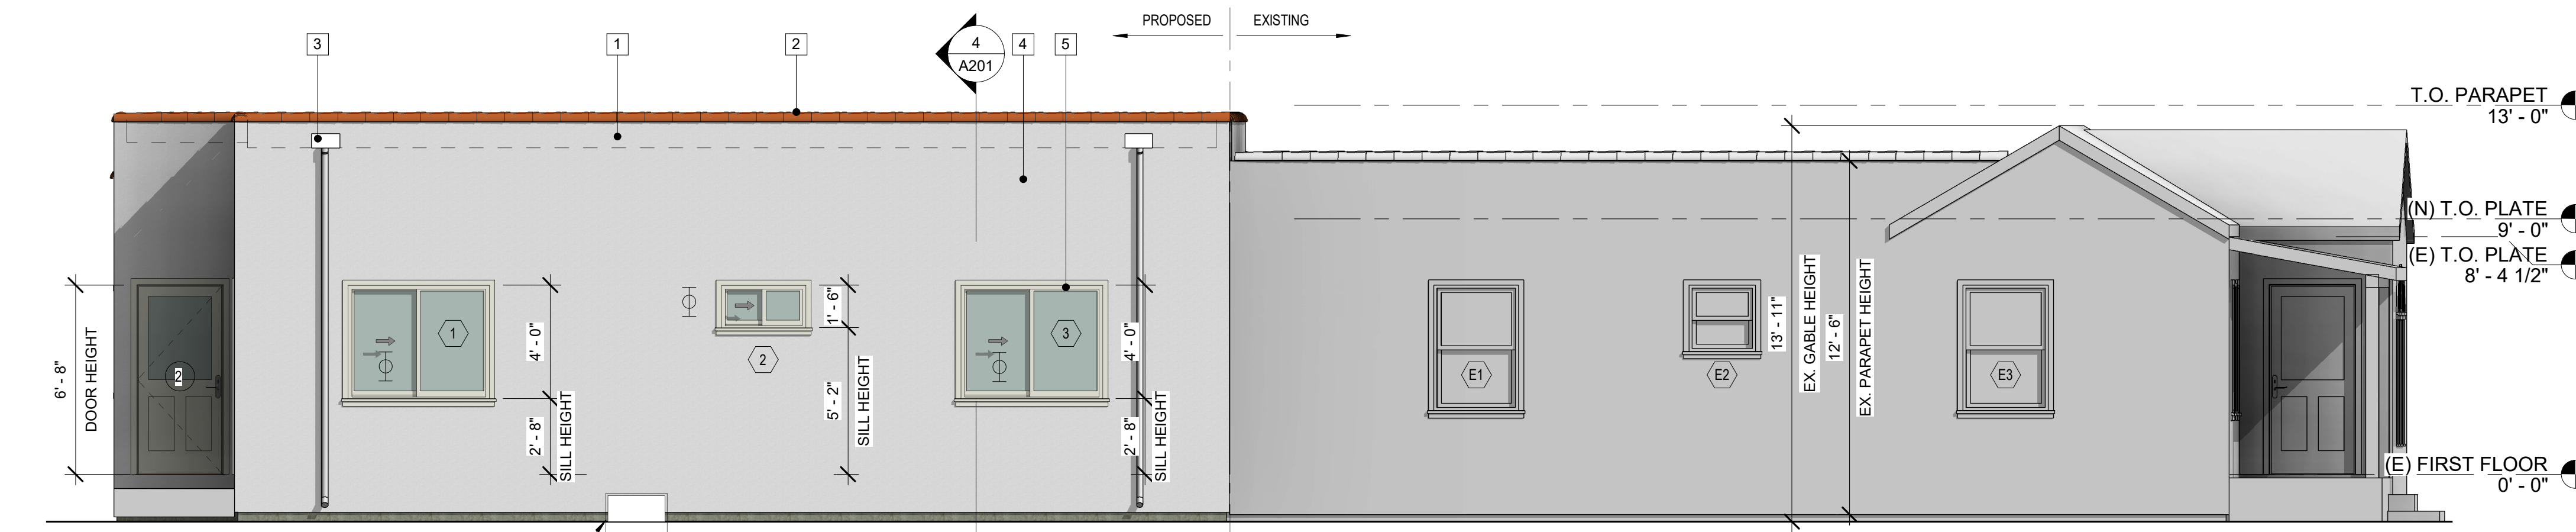 PROPOSED
EXISTING
3
1
2
4
A201
4
5
T.O. PARAPET
13' - 0"
(N) T.O. PLATE
9' - 0"
(E) T.O. PLATE
8' - 4 1/2"
6' - 8"
DOOR HEIGHT
2
1
4' - 0"
2' - 8"
SILL HEIGHT
2
1' - 6"
5' - 2"
SILL HEIGHT
3
4' - 0"
2' - 8"
SILL HEIGHT
E1
E2
13' - 11"
EX. GABLE HEIGHT
12' - 6"
EX. PARAPET HEIGHT
E3
(E) FIRST FLOOR
0' - 0"